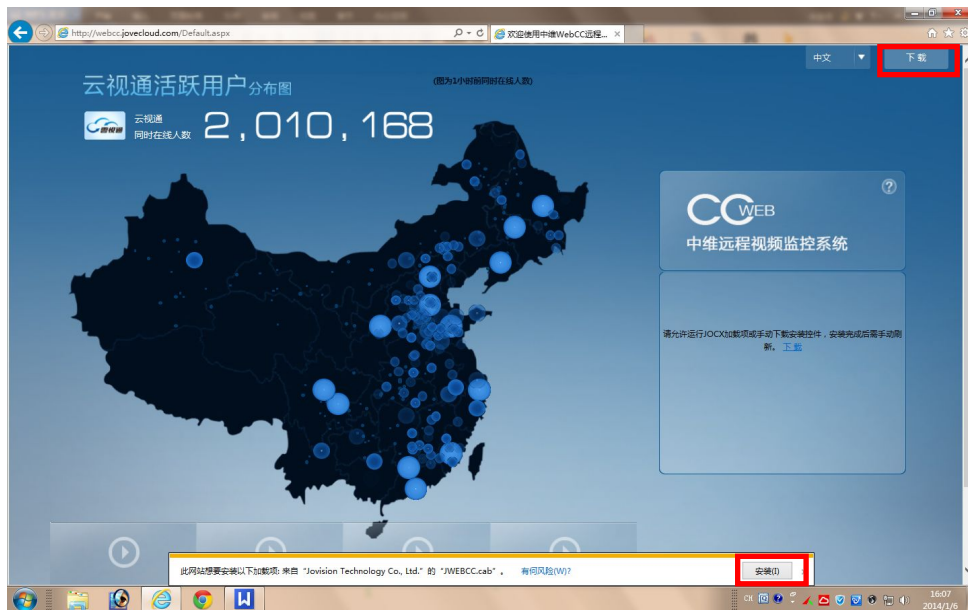 http://webcc.jovecloud.com/Default.aspx
欢迎使用中维WebCC远程...
中文
下载
云视通活跃用户分布图
(图为1小时前同时在线人数)
云视通
云视通
同时在线人数
2,010,168
CCWEB
中维远程视频监控系统
请允许运行JOCX加载项或手动下载安装控件，安装完成后需手动刷
新。 下载
此网站想要安装以下加载项: 来自 "Jovision Technology Co., Ltd." 的 "JWEBCC.cab" 。 有何风险(W)?
安装(I)
CH
16:07
2014/1/6